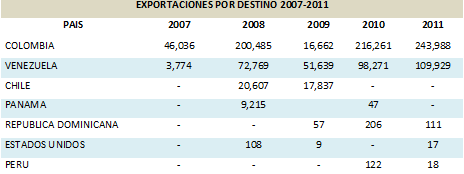 EXPORTACIONES POR DESTINO 2007-2011
PAIS 2007 2008 2009 2010 2011
COLOMBIA 46,036 200,485 16,662 216,261 243,988
VENEZUELA 3,774 72,769 51,639 98,271 109,929
CHILE - 20,607 17,837 - -
PANAMA - 9,215 47 -
REPUBLICA DOMINICANA - - 57 206 111
ESTADOS UNIDOS - 108 9 - 17
PERU - - - 122 18